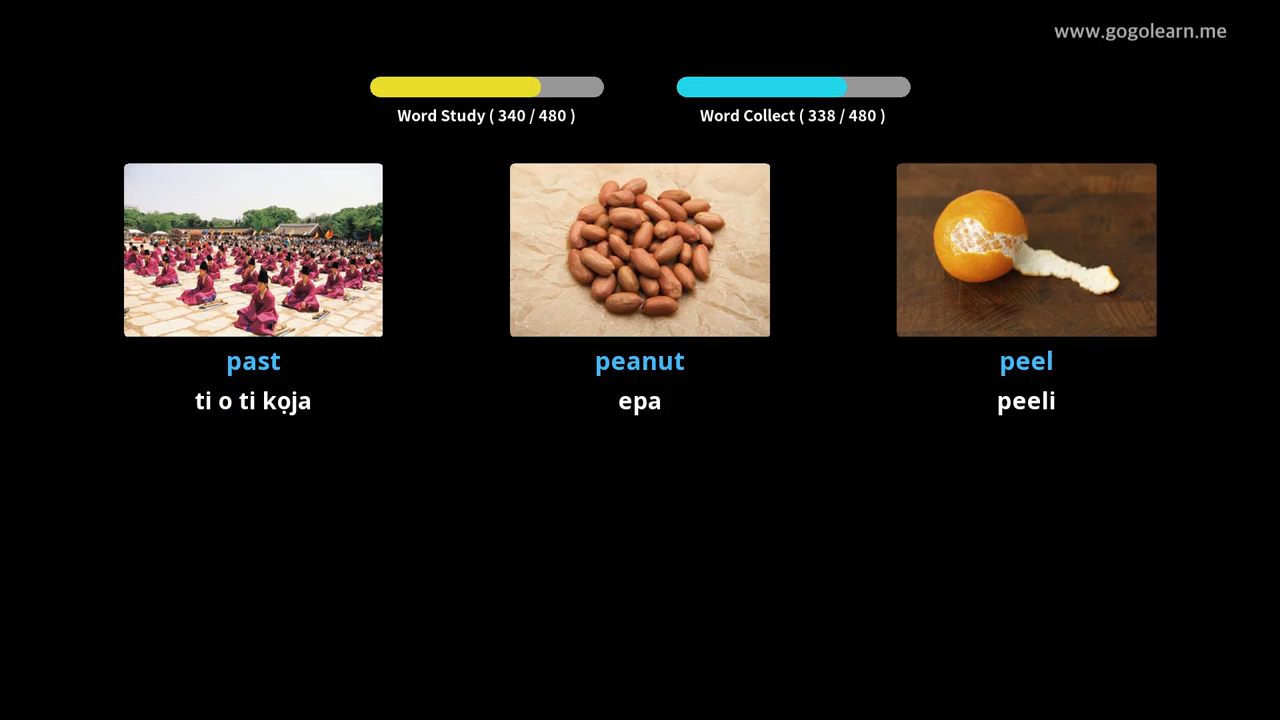 www.gogolearn.me
Word Study ( 340 / 480 )
Word Collect ( 338 / 480 )
past
peanut
peel
ti o ti kọja
epa
peeli